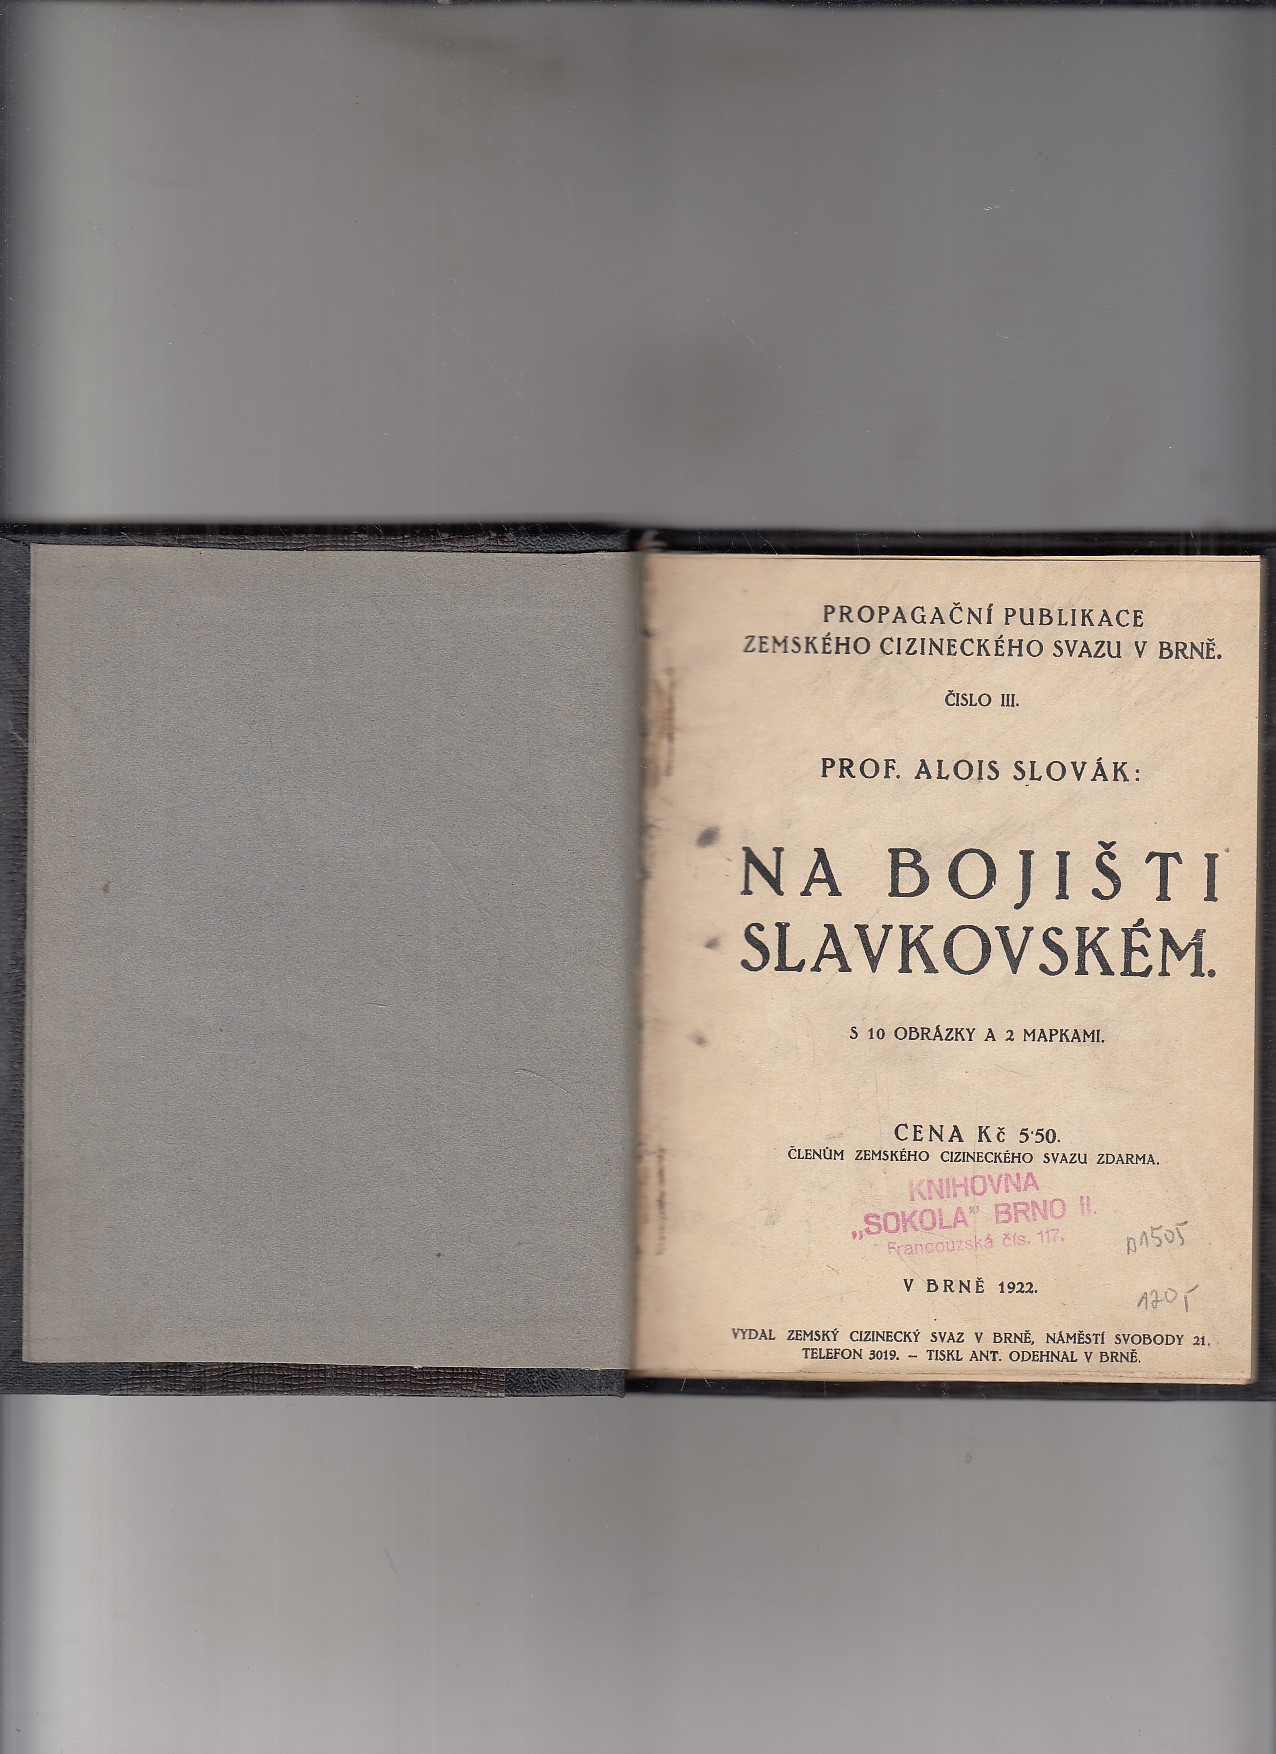 PROPAGAČNÍ PUBLIKACE
ZEMSKÉHO CIZINECKÉHO SVAZU V BRNĚ.
ČISLO III.
PROF. ALOIS SLOVÁK:
NA BOJIŠTI
SLAVKOVSKÉM.
S 10 OBRÁZKY A 2 MAPKAMI.
CENA Kč 5·50.
ČLENŮM ZEMSKÉHO CIZINECKÉHO SVAZU ZDARMA.
KNIHOVNA
„SOKOLA" BRNO II.
Francouzská čís. 117.
V BRNĚ 1922.
VYDAL ZEMSKÝ CIZINECKÝ SVAZ V BRNĚ, NÁMĚSTÍ SVOBODY 21.
TELEFON 3019. – TISKL ANT. ODEHNAL V BRNĚ.